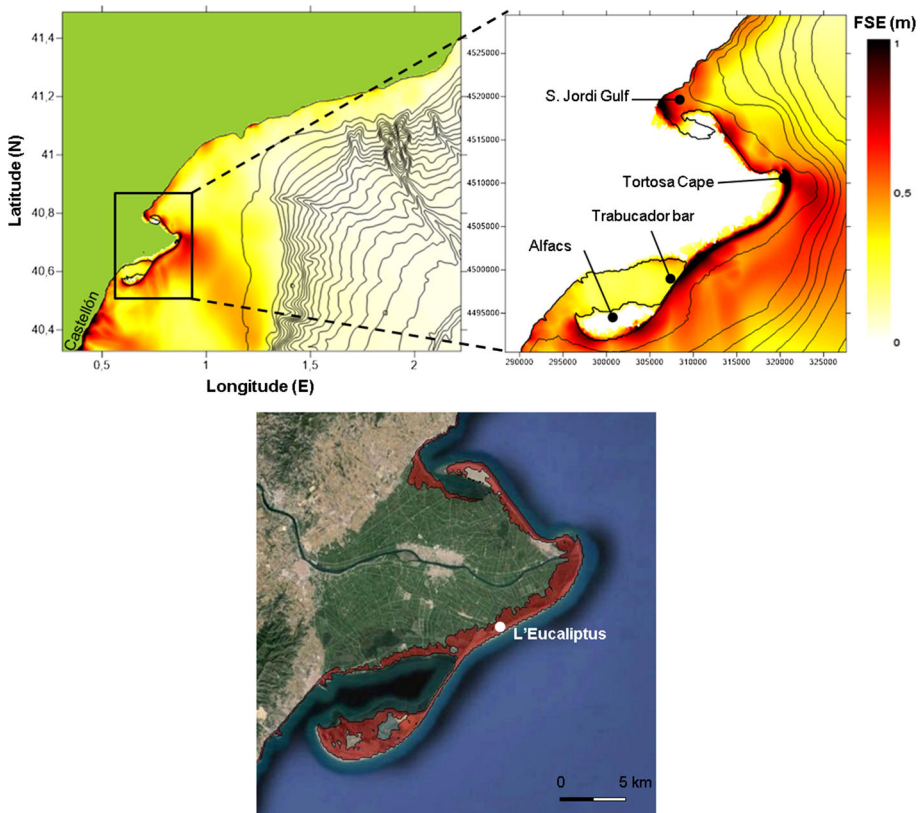 41,4
41,2
41
40,8
40,6
40,4
Latitude (N)
Castellón
0,5
1
1,5
2
Longitude (E)
4525000
4520000
4515000
4510000
4505000
4500000
4495000
290000
295000
300000
305000
310000
315000
320000
325000
S. Jordi Gulf
Tortosa Cape
Trabucador bar
Alfacs
FSE (m)
1
0,5
0
L'Eucaliptus
0 5 km